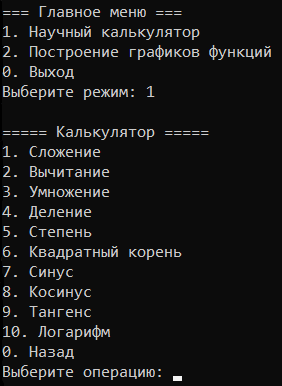 === Главное меню ===
1. Научный калькулятор
2. Построение графиков функций
0. Выход
Выберите режим: 1
===== Калькулятор =====
1. Сложение
2. Вычитание
3. Умножение
4. Деление
5. Степень
6. Квадратный корень
7. Синус
8. Косинус
9. Тангенс
10. Логарифм
0. Назад
Выберите операцию: